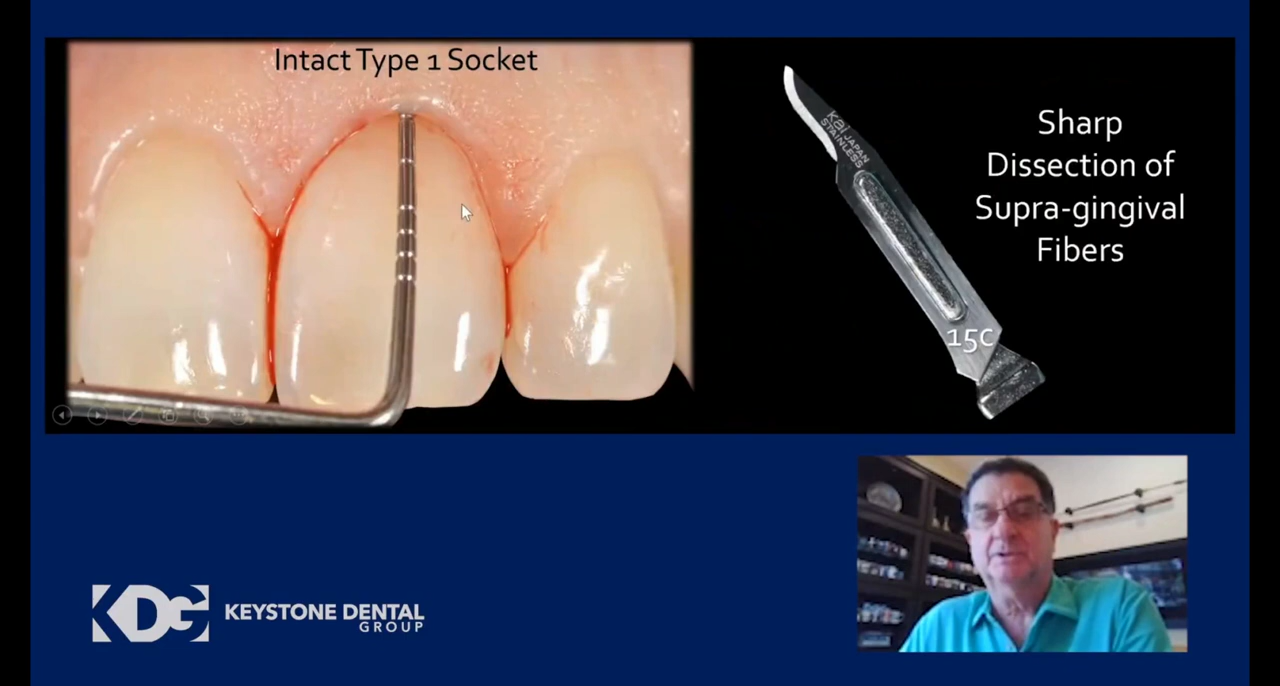 Intact Type 1 Socket
kai JAPAN
STAINLESS
Sharp
Dissection of
Supra-gingival
Fibers
15c
KDG KEYSTONE DENTAL
GROUP